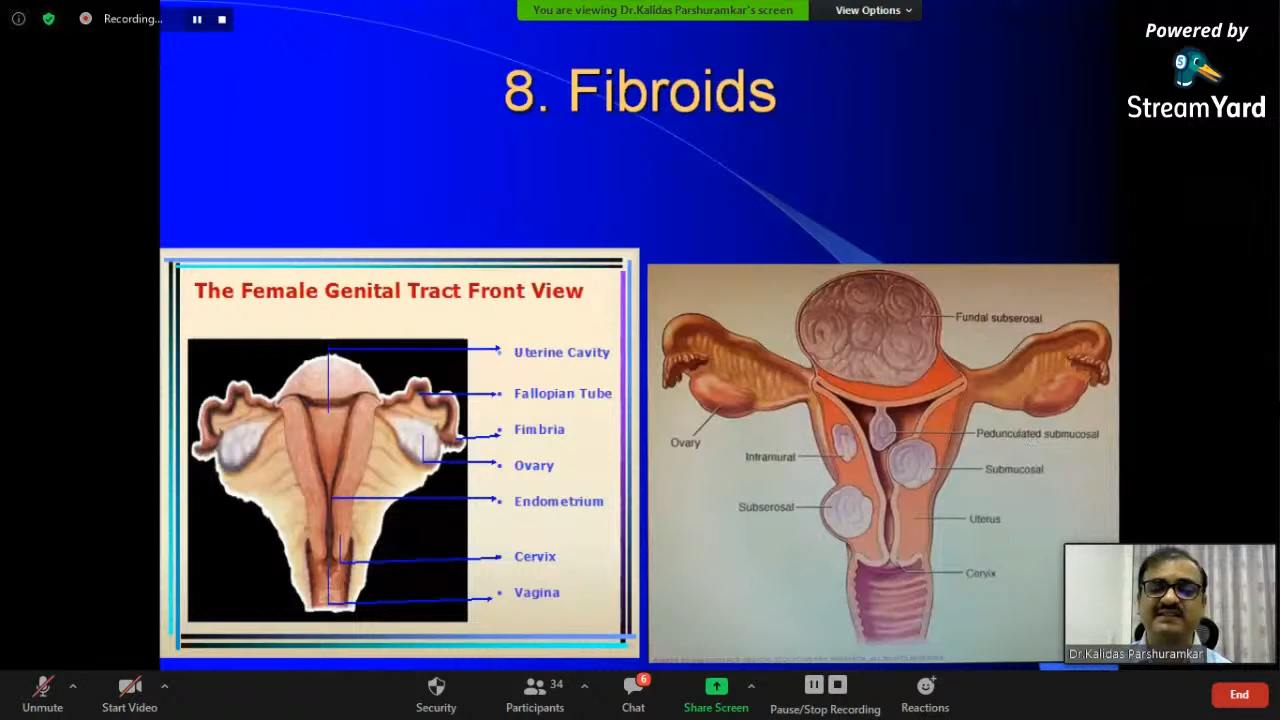 Recording...
You are viewing Dr.Kalidas Parshuramkar's screen
View Options
Powered by
StreamYard
8. Fibroids
The Female Genital Tract Front View
Uterine Cavity
Fallopian Tube
Fimbria
Ovary
Endometrium
Cervix
Vagina
Fundal subserosal
Ovary
Pedunculated submucosal
Intramural
Submucosal
Subserosal
Uterus
Cervix
Dr.Kalidas Parshuramkar
Unmute
Start Video
Security
34
Participants
6
Chat
Share Screen
Pause/Stop Recording
Reactions
End